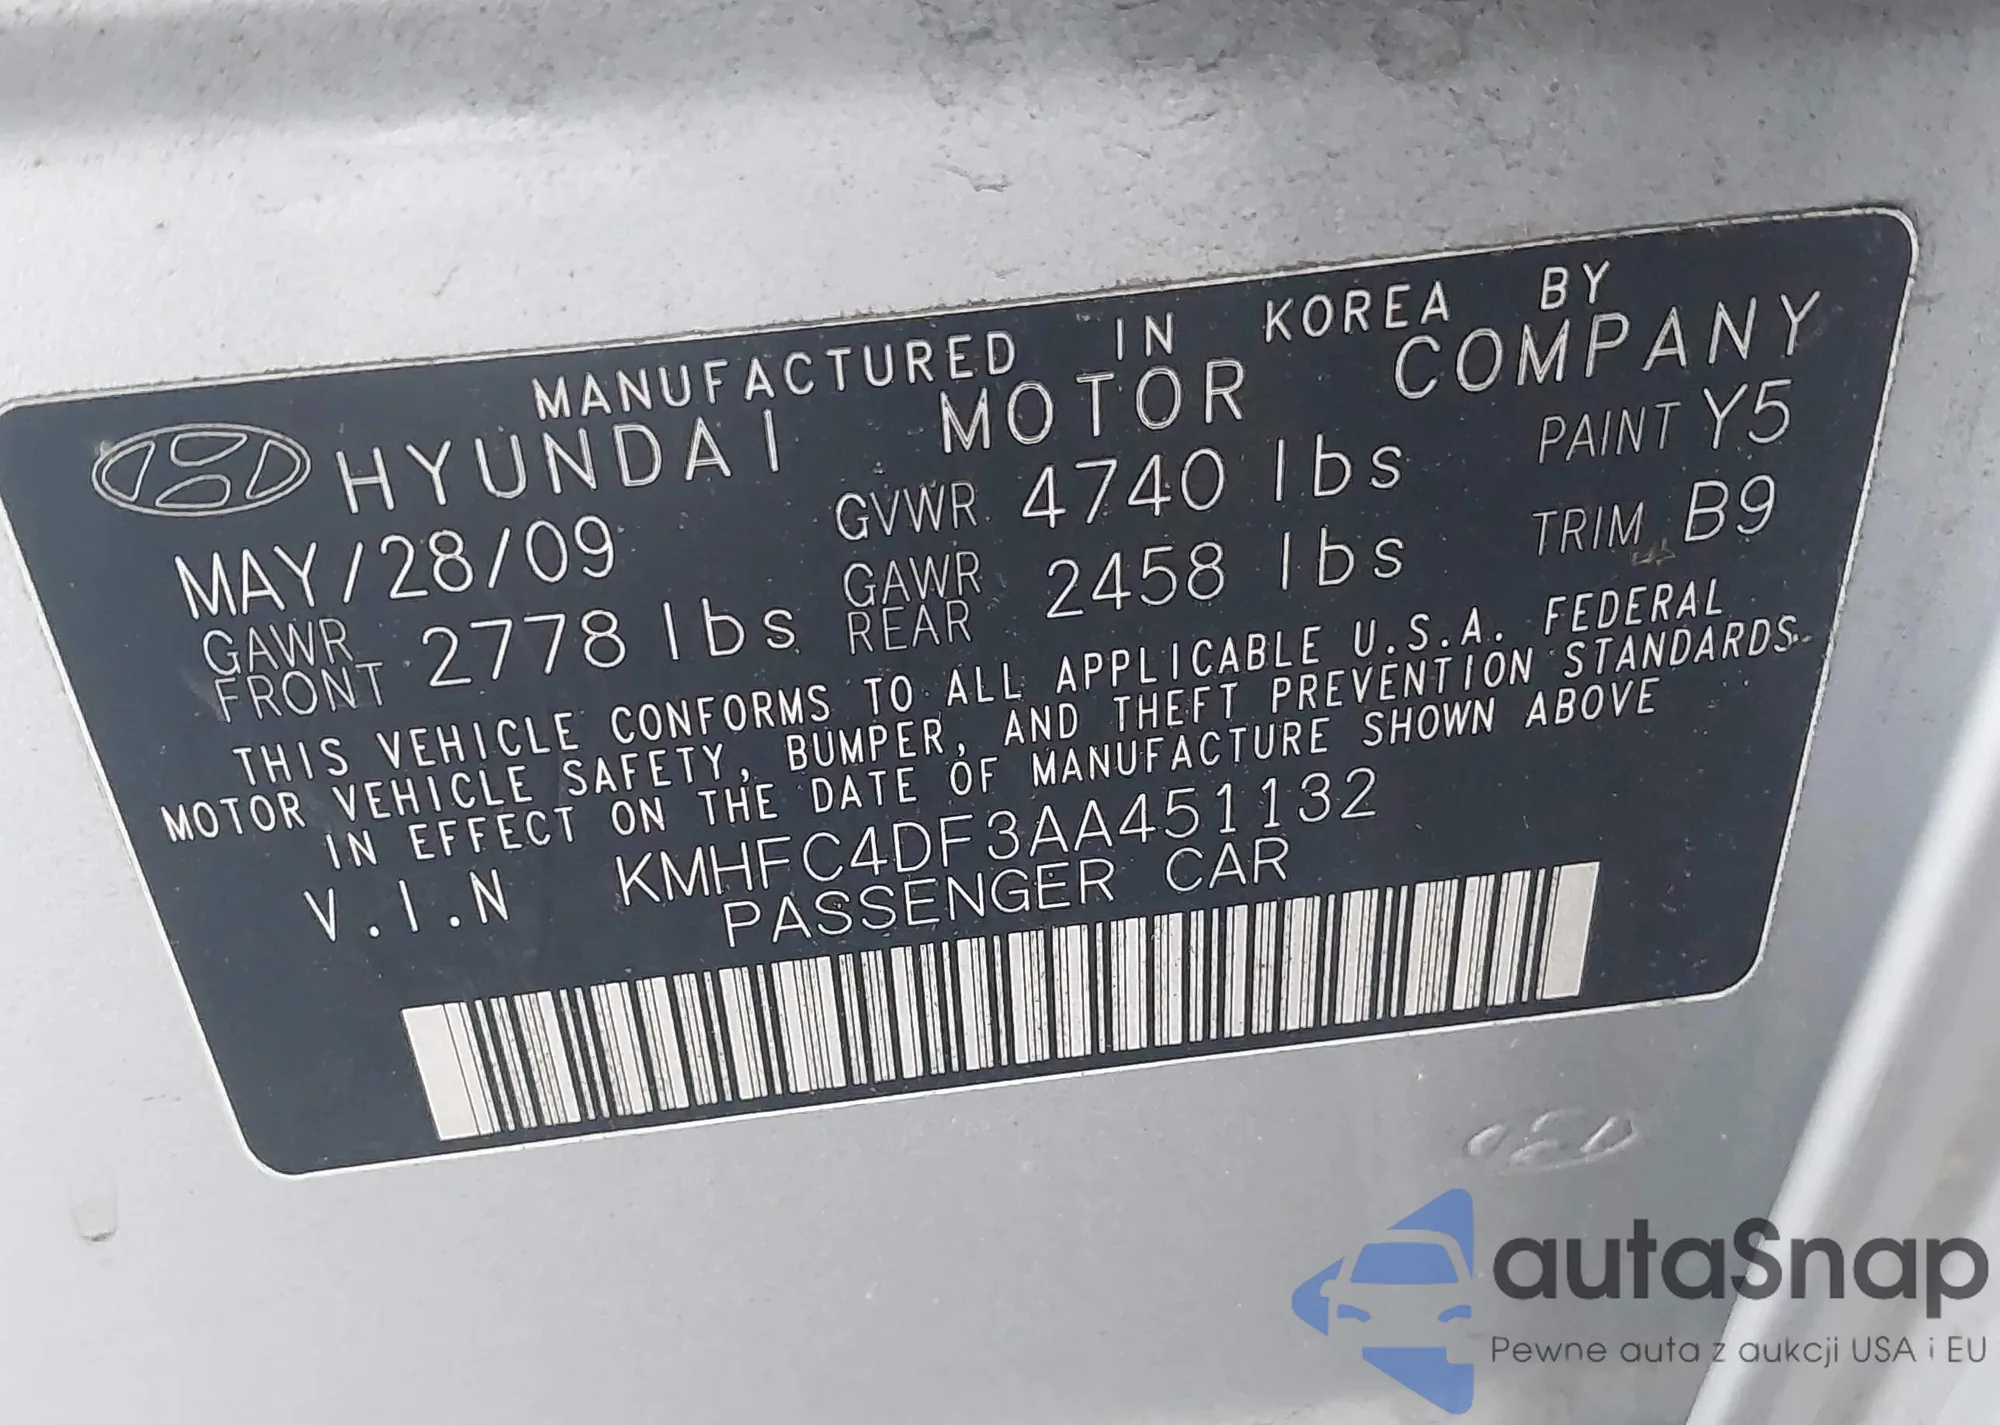 MANUFACTURED IN KOREA BY
HYUNDAI MOTOR COMPANY
MAY/28/09 GVWR 4740 lbs PAINT Y5
GAWR FRONT 2778 lbs GAWR REAR 2458 lbs TRIM B9
THIS VEHICLE CONFORMS TO ALL APPLICABLE U.S.A. FEDERAL
MOTOR VEHICLE SAFETY, BUMPER, AND THEFT PREVENTION STANDARDS
IN EFFECT ON THE DATE OF MANUFACTURE SHOWN ABOVE
V.I.N KMHFC4DF3AA451132
PASSENGER CAR
autaSnap
Pewne auta z aukcji USA i EU